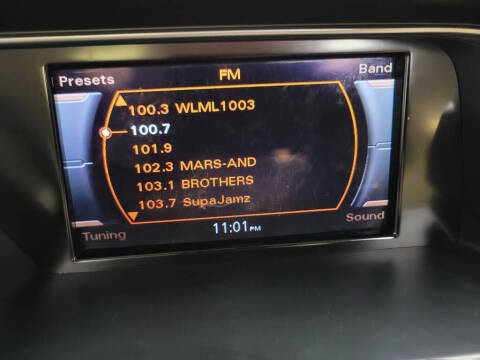 Presets FM Band
100.3 WLML1003
100.7
101.9
102.3 MARS-AND
103.1 BROTHERS
103.7 SupaJamz
Tuning Sound
11:01PM